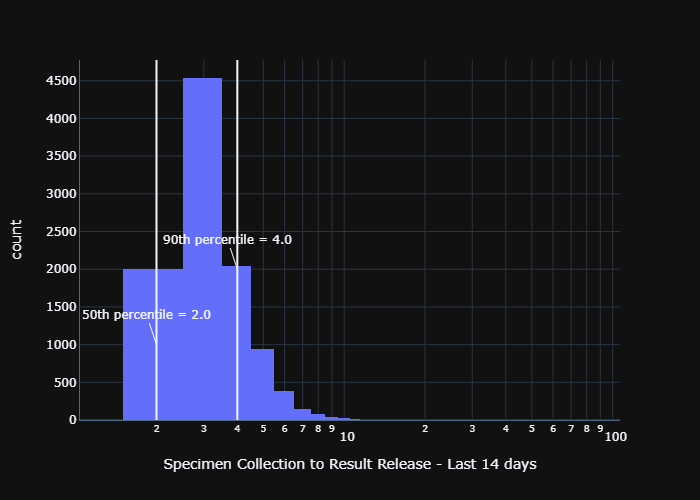 4500
4000
3500
3000
2500
2000
1500
1000
500
0
count
90th percentile = 4.0
50th percentile = 2.0
2 3 4 5 6 7 8 9 10 2 3 4 5 6 7 8 9 100
Specimen Collection to Result Release - Last 14 days